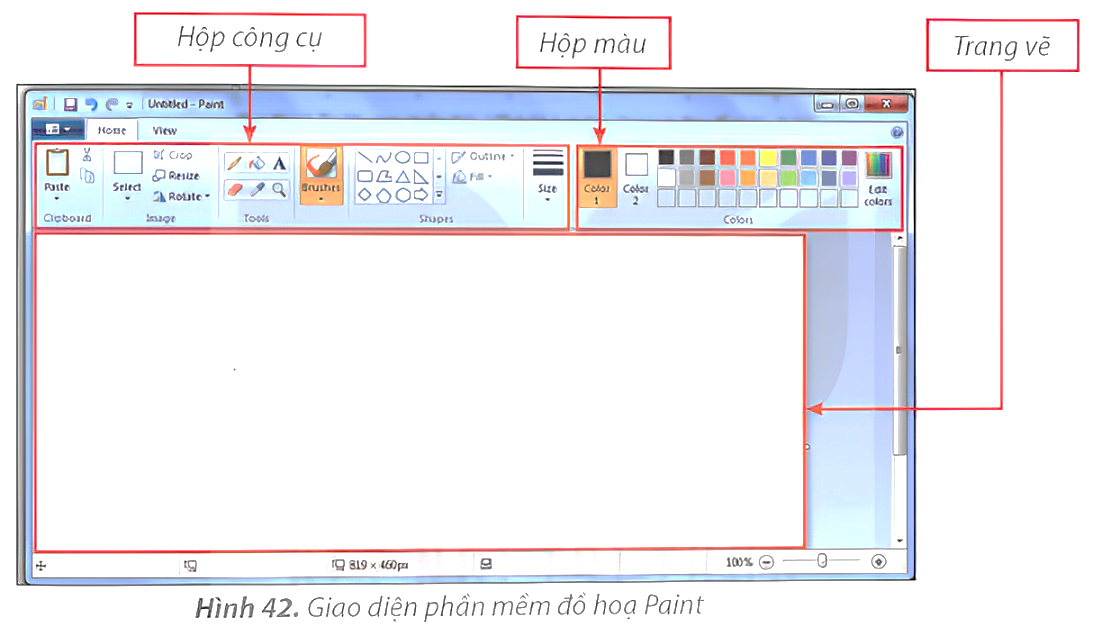 Hộp công cụ
Hộp màu
Trang vẽ
Untitled - Paint
Home View
Crop
Resize
Rotate
Paste
Select
Brushes
Outline
Fill
Size
Color 1
Color 2
Edit colors
Clipboard
Image
Tools
Shapes
Colors
819 × 460px
100%
Hình 42. Giao diện phần mềm đồ hoạ Paint